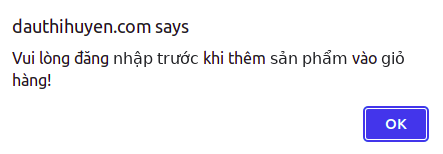 dauthihuyen.com says
Vui lòng đăng nhập trước khi thêm sản phẩm vào giỏ
hàng!
OK